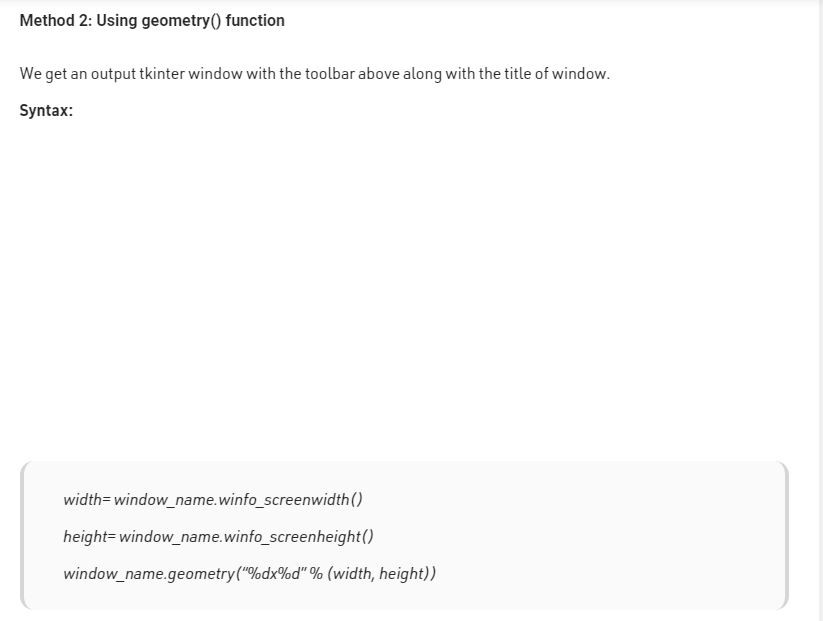 Method 2: Using geometry() function
We get an output tkinter window with the toolbar above along with the title of window.
Syntax:
width= window_name.winfo_screenwidth()
height= window_name.winfo_screenheight()
window_name.geometry(“%dx%d” % (width, height))